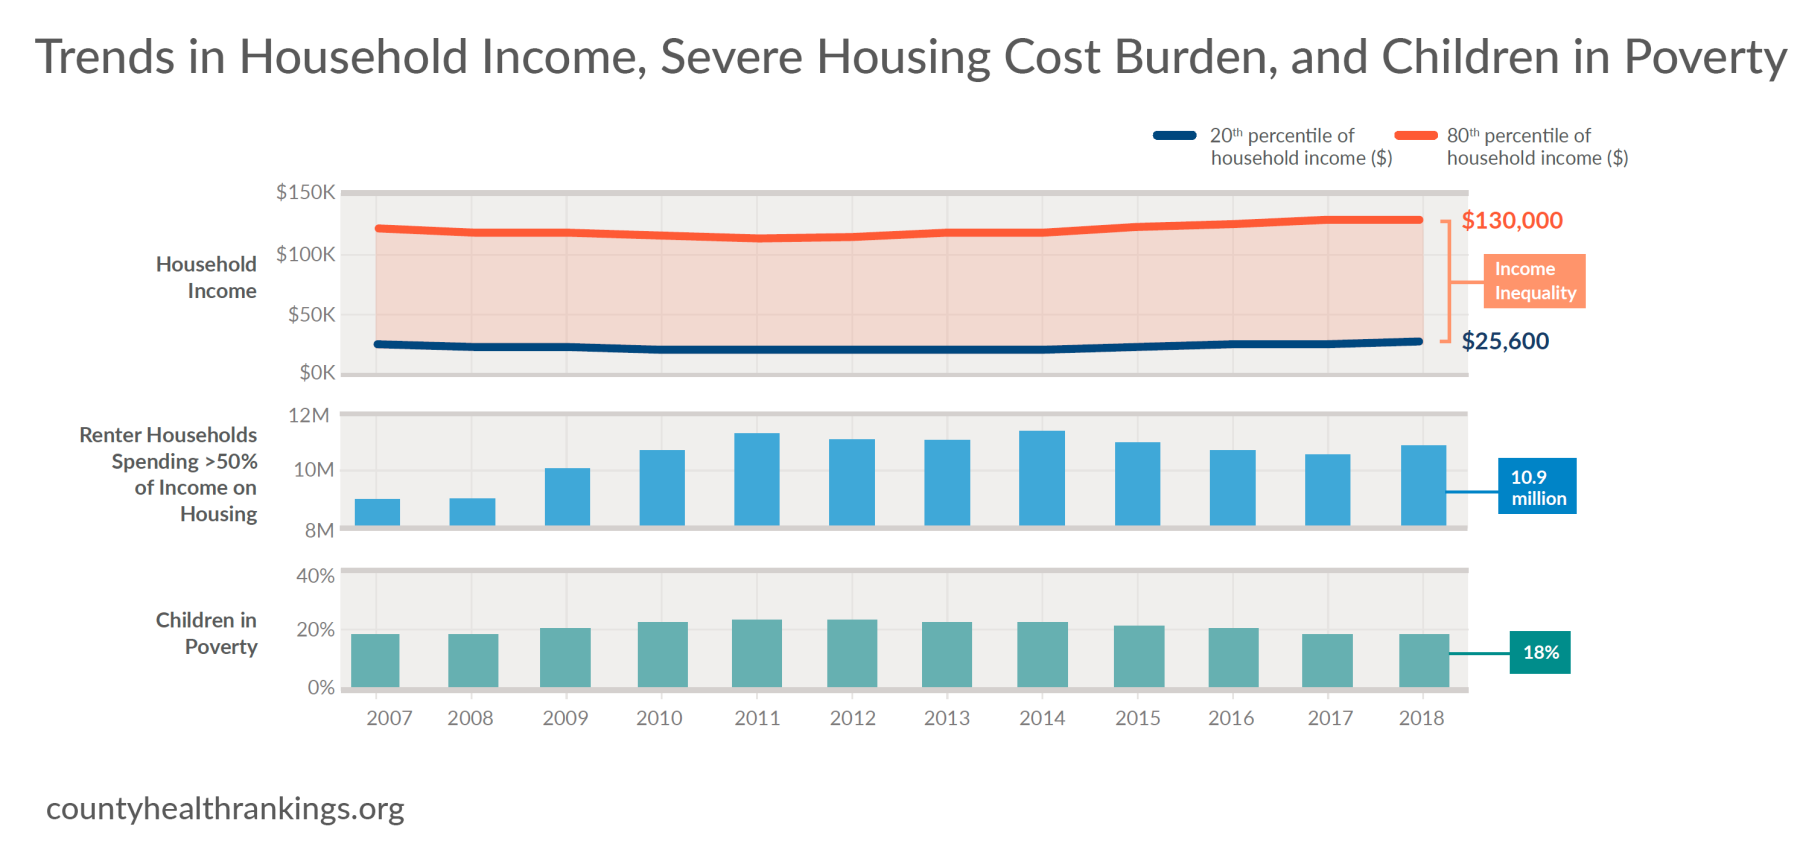 Trends in Household Income, Severe Housing Cost Burden, and Children in Poverty
20th percentile of
household income ($)
80th percentile of
household income ($)
Household
Income
$150K
$100K
$50K
$0K
$130,000
Income
Inequality
$25,600
Renter Households
Spending >50%
of Income on
Housing
12M
10M
8M
10.9
million
Children in
Poverty
40%
20%
0%
18%
2007 2008 2009 2010 2011 2012 2013 2014 2015 2016 2017 2018
countyhealthrankings.org